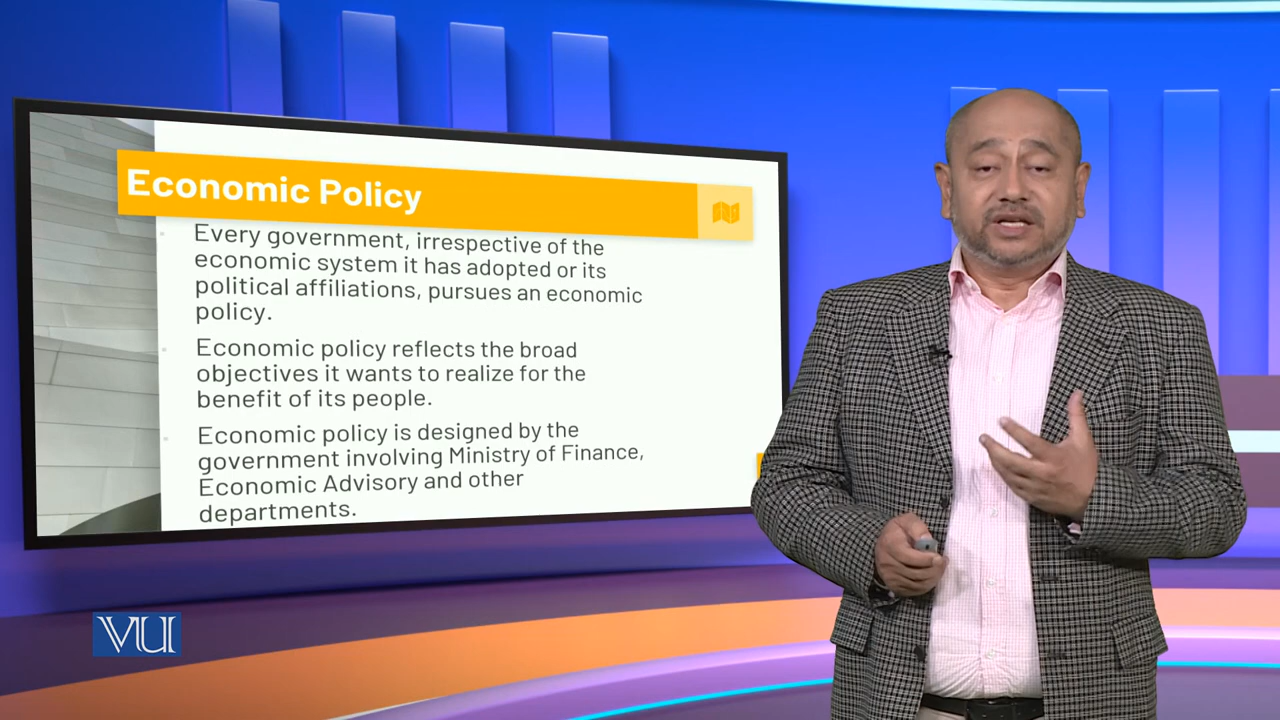 Economic Policy
Every government, irrespective of the
economic system it has adopted or its
political affiliations, pursues an economic
policy.
Economic policy reflects the broad
objectives it wants to realize for the
benefit of its people.
Economic policy is designed by the
government involving Ministry of Finance,
Economic Advisory and other
departments.
VU